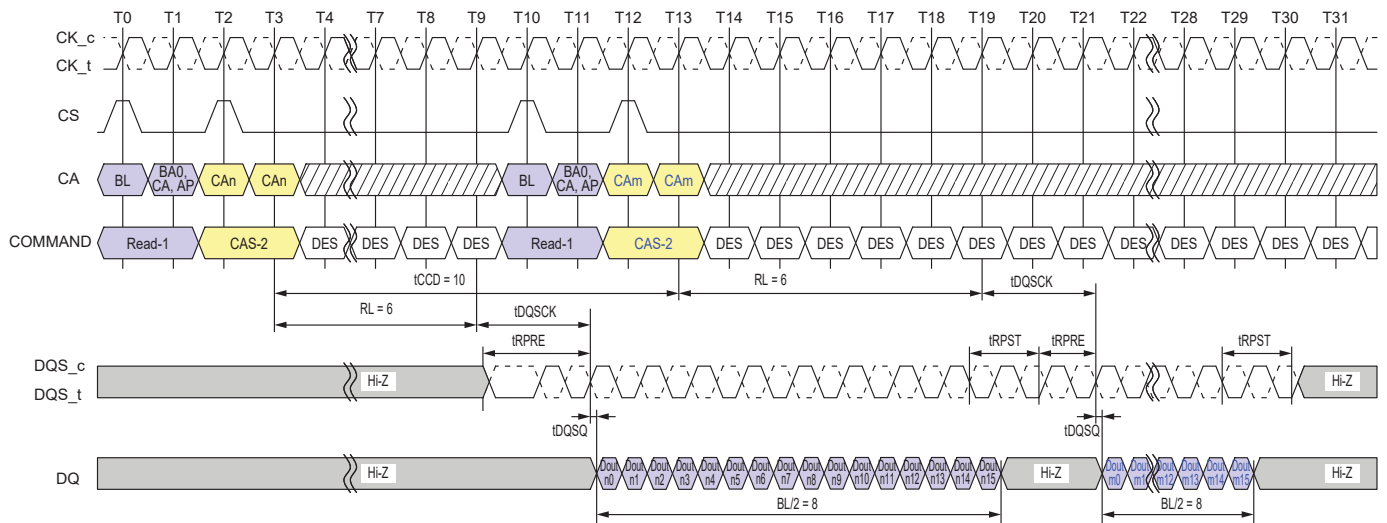 T0 T1 T2 T3 T4 T7 T8 T9 T10 T11 T12 T13 T14 T15 T16 T17 T18 T19 T20 T21 T22 T28 T29 T30 T31
CK_c
CK_t
CS
CA BL BA0, CA, AP CAn CAn BL BA0, CA, AP CAm CAm
COMMAND Read-1 CAS-2 DES DES DES DES Read-1 CAS-2 DES DES DES DES DES DES DES DES DES DES DES DES DES
tCCD = 10 RL = 6 tDQSCK
RL = 6 tDQSCK
tRPRE tRPST tRPRE tRPST
DQS_c
DQS_t
Hi-Z Hi-Z
tDQSQ tDQSQ
DQ Hi-Z Dout n0 Dout n1 Dout n2 Dout n3 Dout n4 Dout n5 Dout n6 Dout n7 Dout n8 Dout n9 Dout n10 Dout n11 Dout n12 Dout n13 Dout n14 Dout n15 Hi-Z Dout m0 Dout m1 Dout m12 Dout m13 Dout m14 Dout m15 Hi-Z
BL/2 = 8 BL/2 = 8